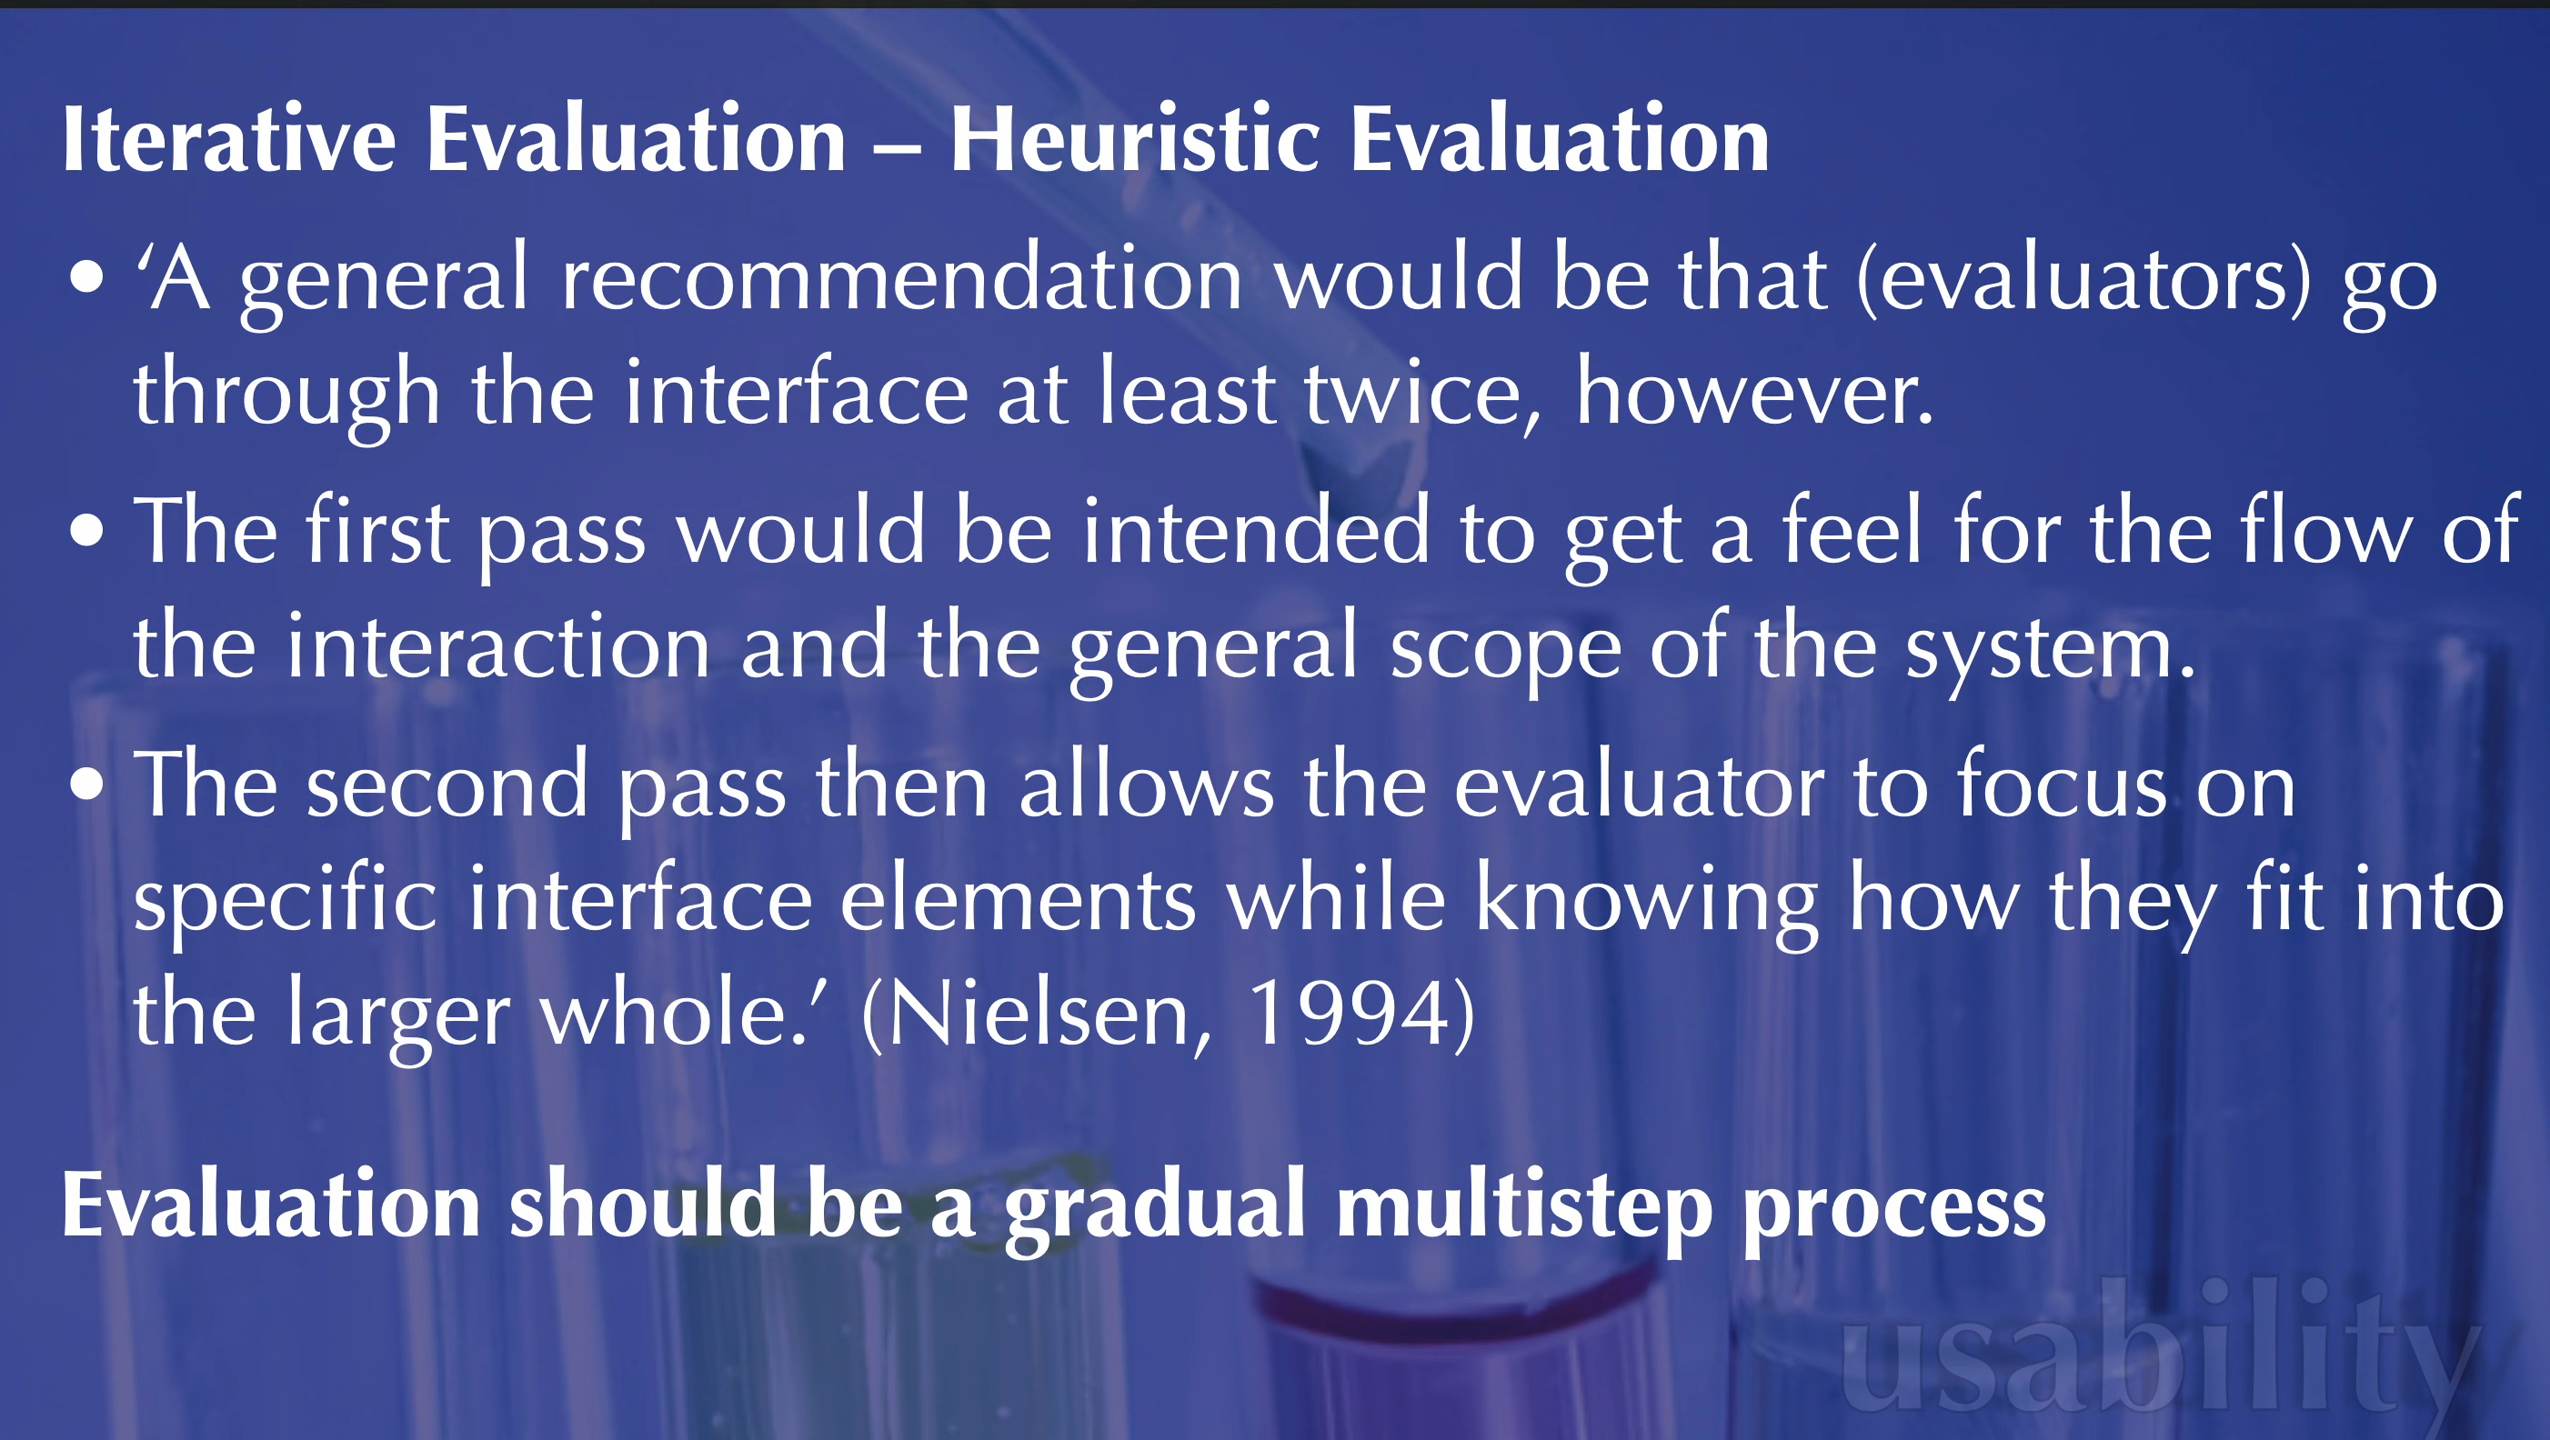 Iterative Evaluation – Heuristic Evaluation
• ‘A general recommendation would be that (evaluators) go
through the interface at least twice, however.
• The first pass would be intended to get a feel for the flow of
the interaction and the general scope of the system.
• The second pass then allows the evaluator to focus on
specific interface elements while knowing how they fit into
the larger whole.’ (Nielsen, 1994)
Evaluation should be a gradual multistep process
usability